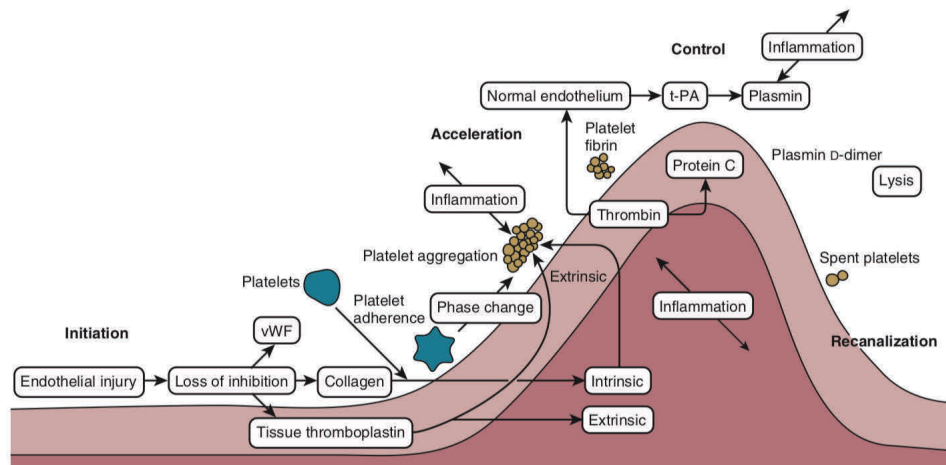 Control
Inflammation
Normal endothelium
t-PA
Plasmin
Acceleration
Platelet
fibrin
Protein C
Plasmin D-dimer
Lysis
Inflammation
Thrombin
Platelet aggregation
Extrinsic
Spent platelets
Platelets
Platelet
adherence
Phase change
Inflammation
Initiation
vWF
Recanalization
Endothelial injury
Loss of inhibition
Collagen
Intrinsic
Tissue thromboplastin
Extrinsic